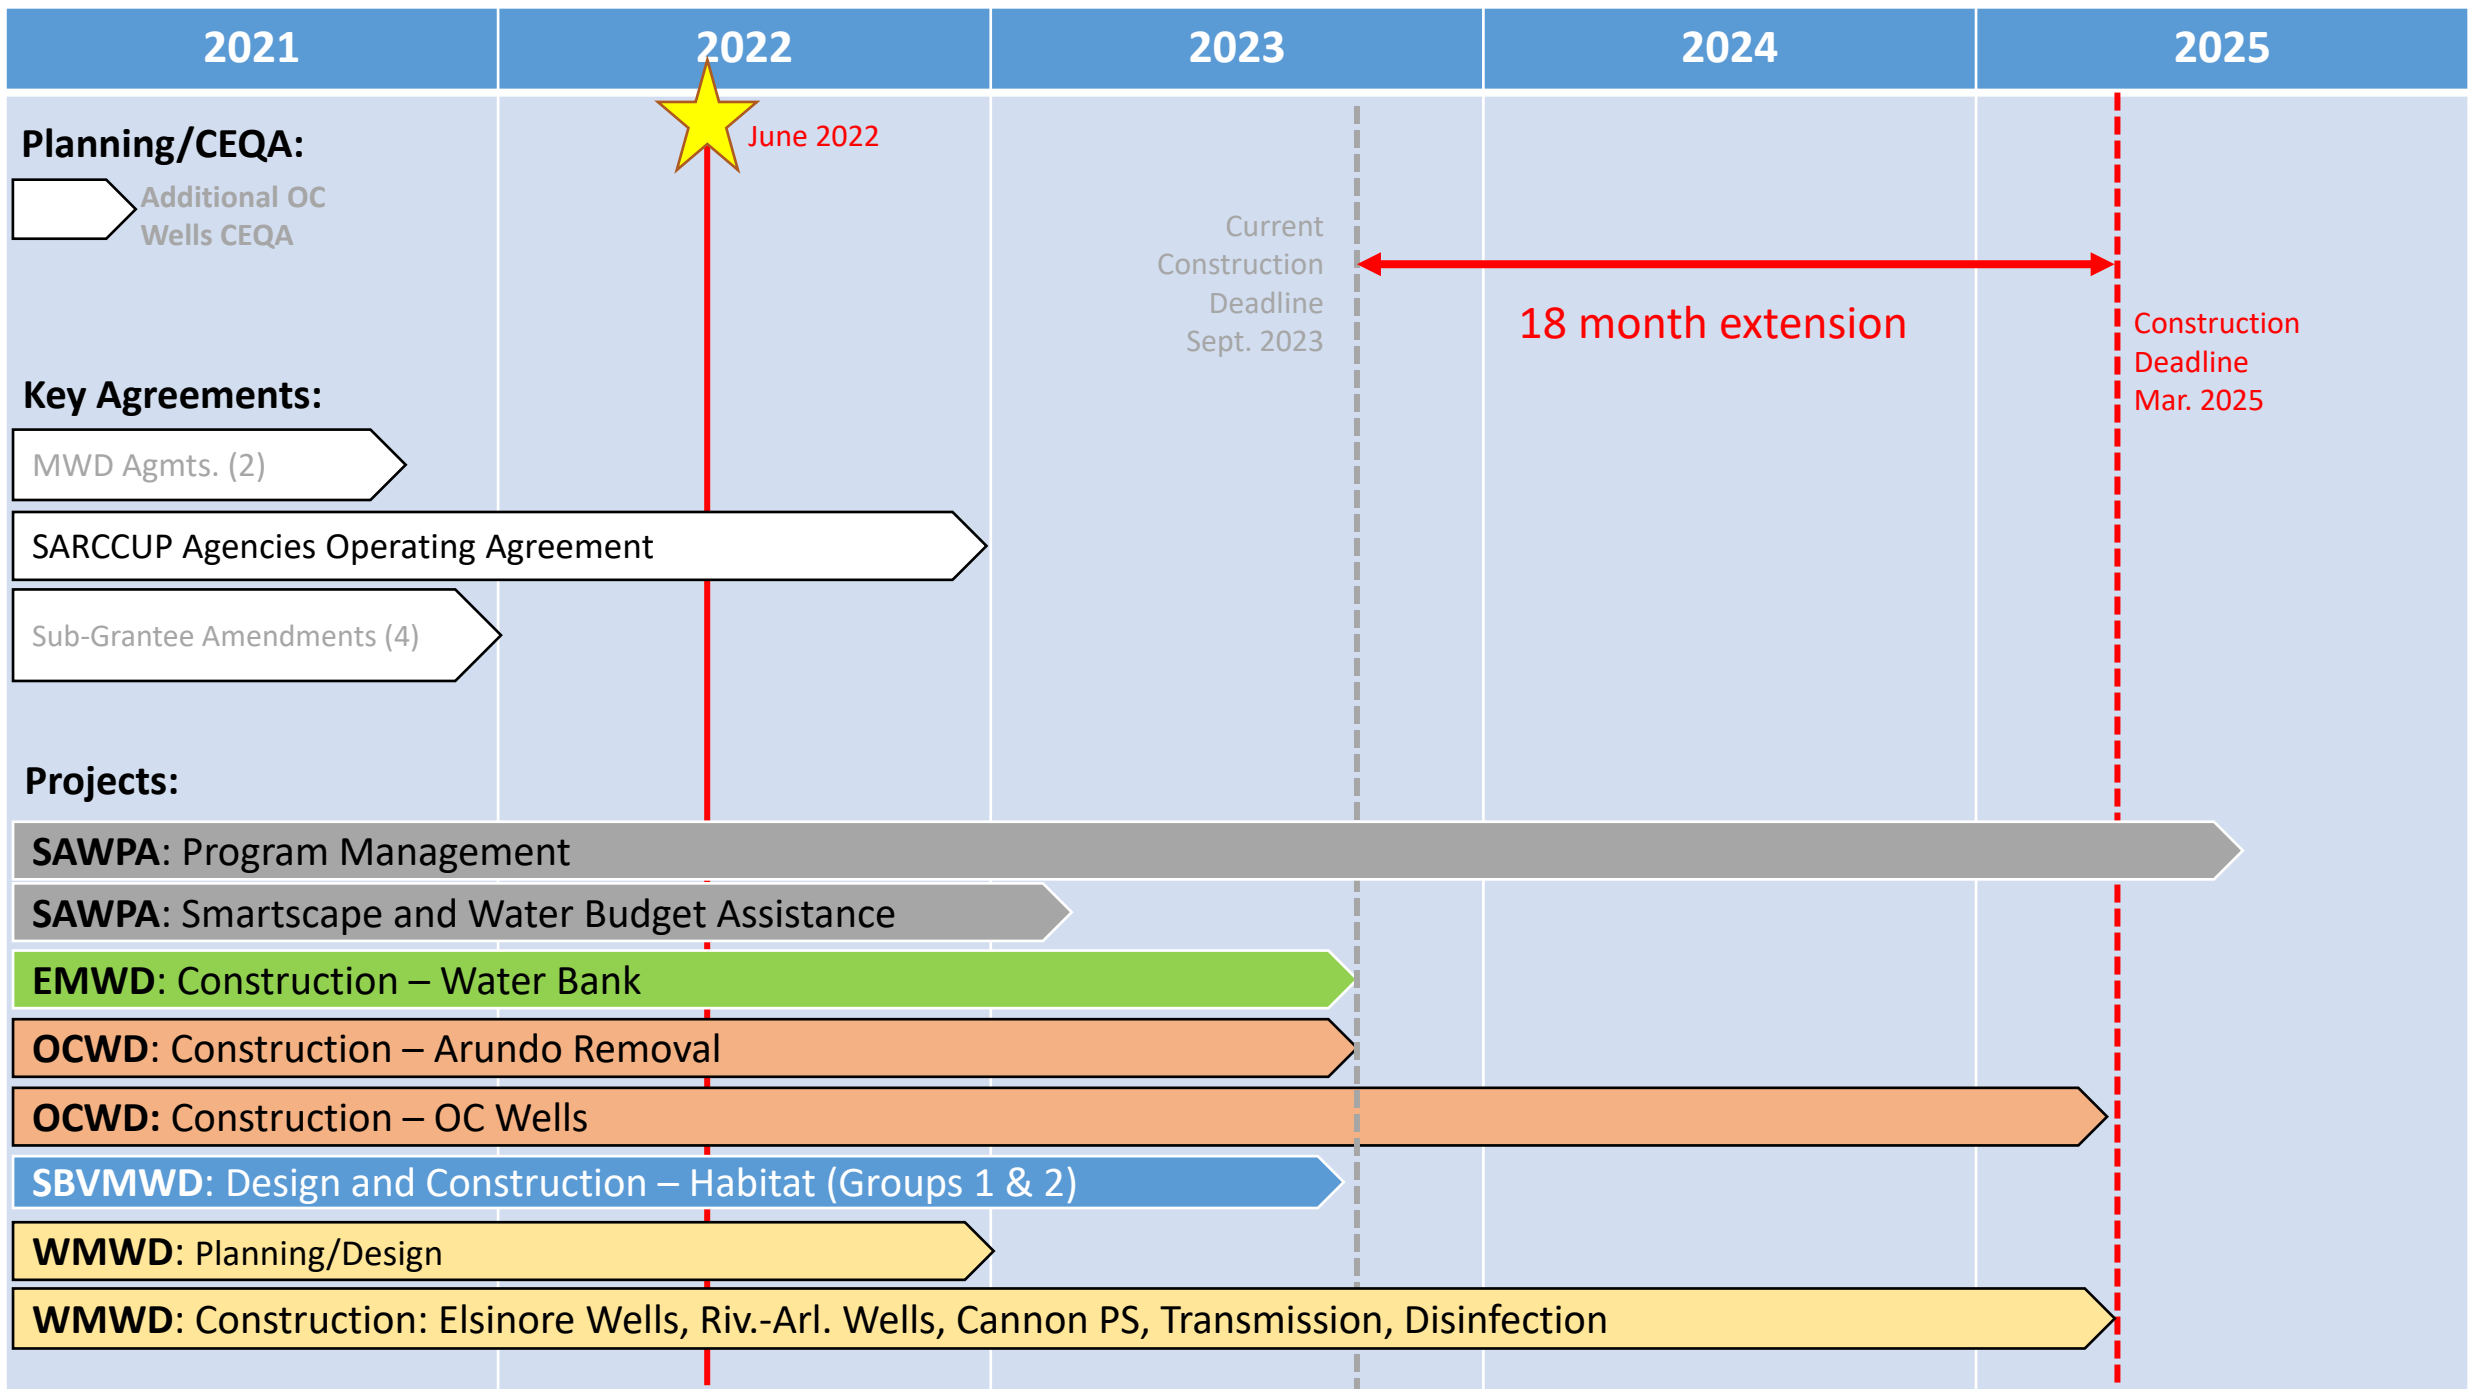 2021 2022 2023 2024 2025
June 2022
Planning/CEQA:
Additional OC
Wells CEQA
Current
Construction
Deadline
Sept. 2023
18 month extension
Construction
Deadline
Mar. 2025
Key Agreements:
MWD Agmts. (2)
SARCCUP Agencies Operating Agreement
Sub-Grantee Amendments (4)
Projects:
SAWPA: Program Management
SAWPA: Smartscape and Water Budget Assistance
EMWD: Construction – Water Bank
OCWD: Construction – Arundo Removal
OCWD: Construction – OC Wells
SBVMWD: Design and Construction – Habitat (Groups 1 & 2)
WMWD: Planning/Design
WMWD: Construction: Elsinore Wells, Riv.-Arl. Wells, Cannon PS, Transmission, Disinfection